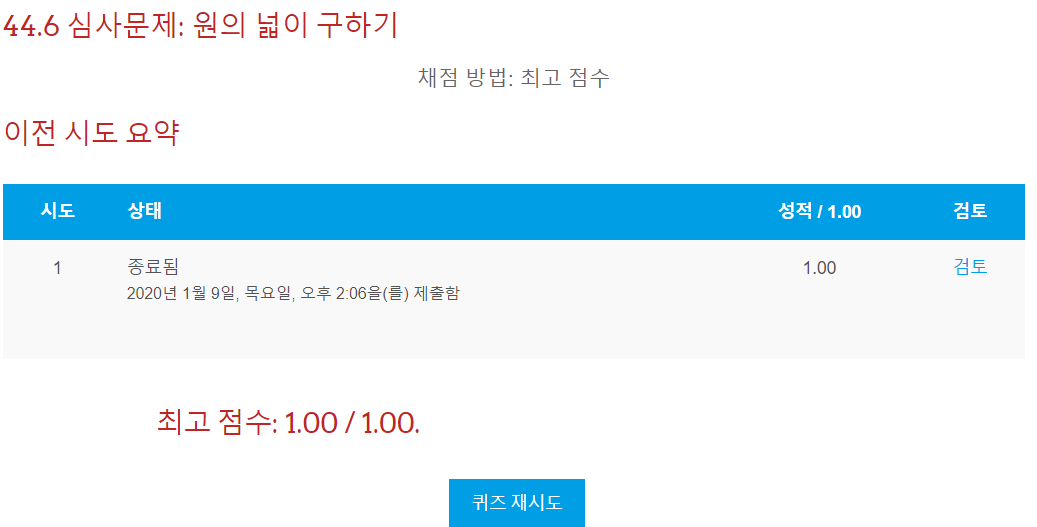 44.6 심사문제: 원의 넓이 구하기
채점 방법: 최고 점수
이전 시도 요약
시도 상태 성적 / 1.00 검토
1 종료됨 1.00 검토
2020년 1월 9일, 목요일, 오후 2:06을(를) 제출함
최고 점수: 1.00 / 1.00.
퀴즈 재시도